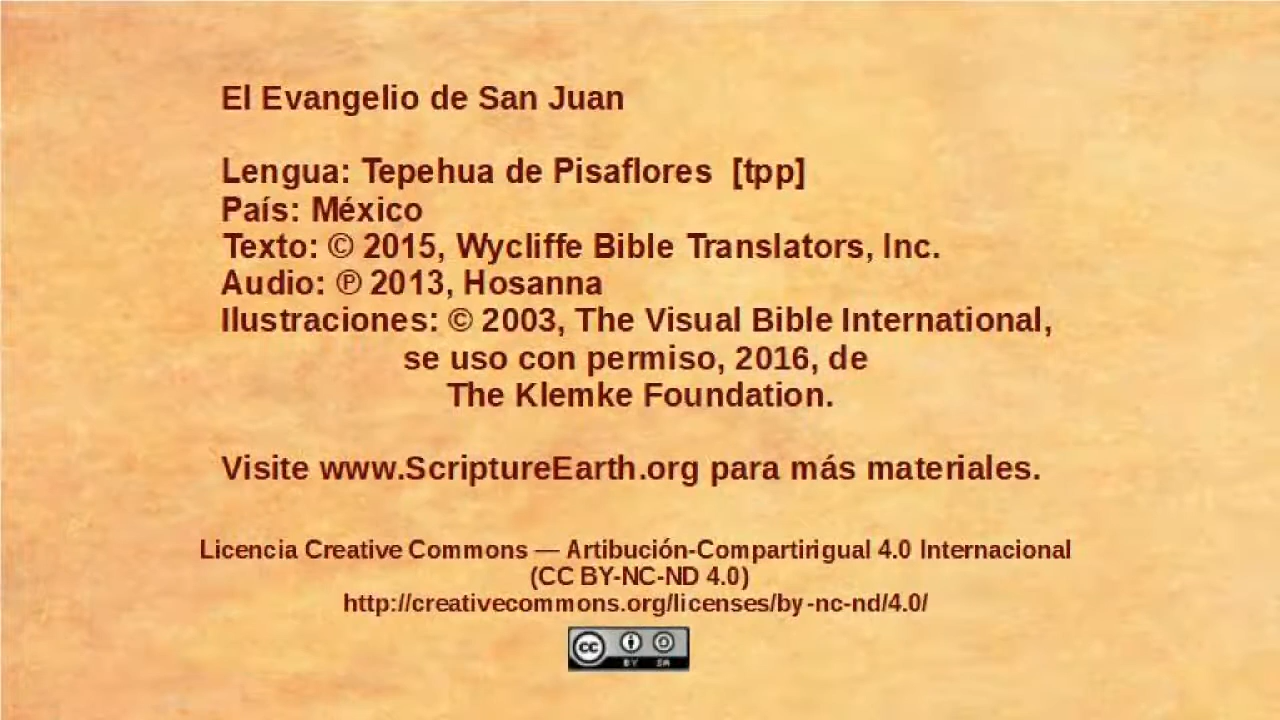 El Evangelio de San Juan
Lengua: Tepehua de Pisaflores [tpp]
País: México
Texto: © 2015, Wycliffe Bible Translators, Inc.
Audio: ℗ 2013, Hosanna
Ilustraciones: © 2003, The Visual Bible International,
se uso con permiso, 2016, de
The Klemke Foundation.
Visite www.ScriptureEarth.org para más materiales.
Licencia Creative Commons — Artibución-Compartirigual 4.0 Internacional
(CC BY-NC-ND 4.0)
http://creativecommons.org/licenses/by-nc-nd/4.0/
cc BY SA